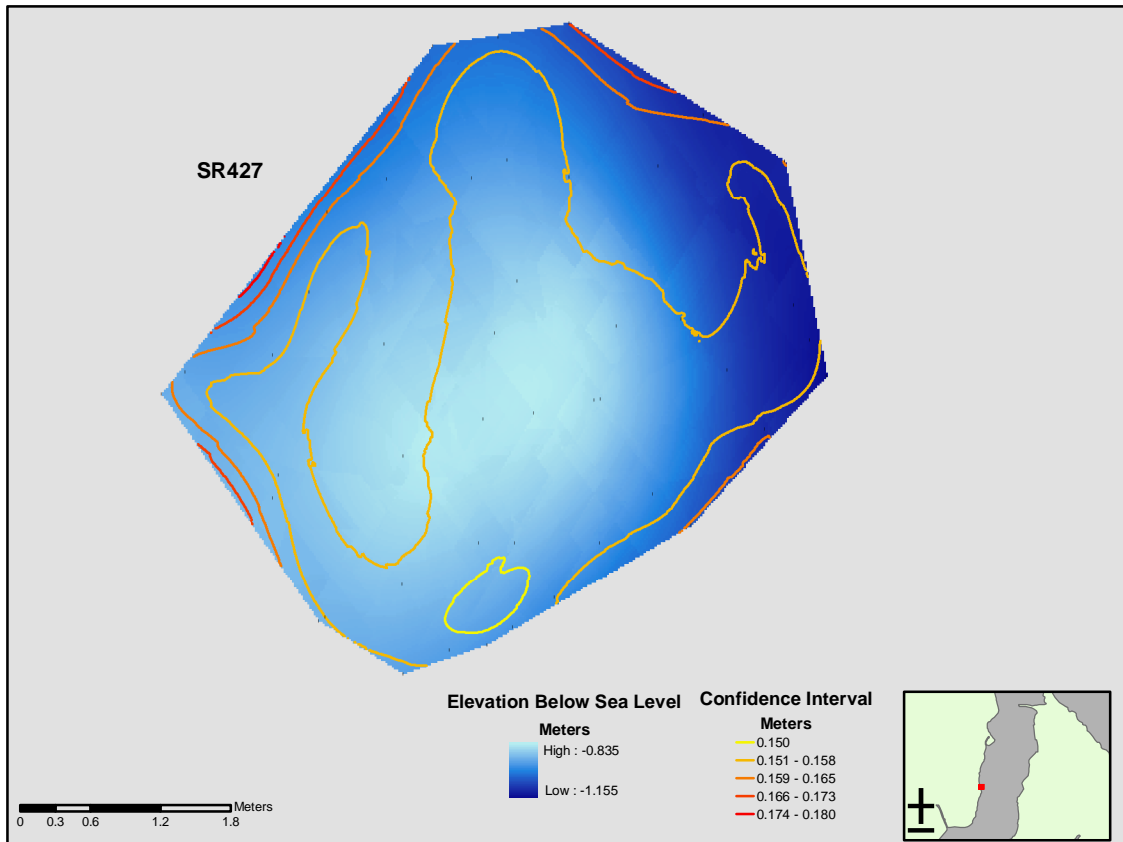 SR427
Elevation Below Sea Level
Meters
High : -0.835
Low : -1.155
Confidence Interval
Meters
0.150
0.151 - 0.158
0.159 - 0.165
0.166 - 0.173
0.174 - 0.180
Meters
0 0.3 0.6 1.2 1.8